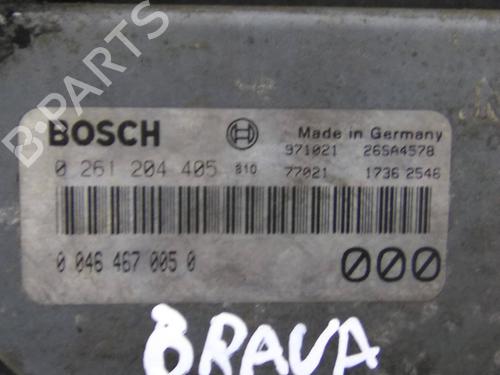 B-PARTS
BOSCH
Made in Germany
971021 26SA4578
0 261 204 405 810 77021 1736 2546
0 046 467 005 0 000
BRAVA